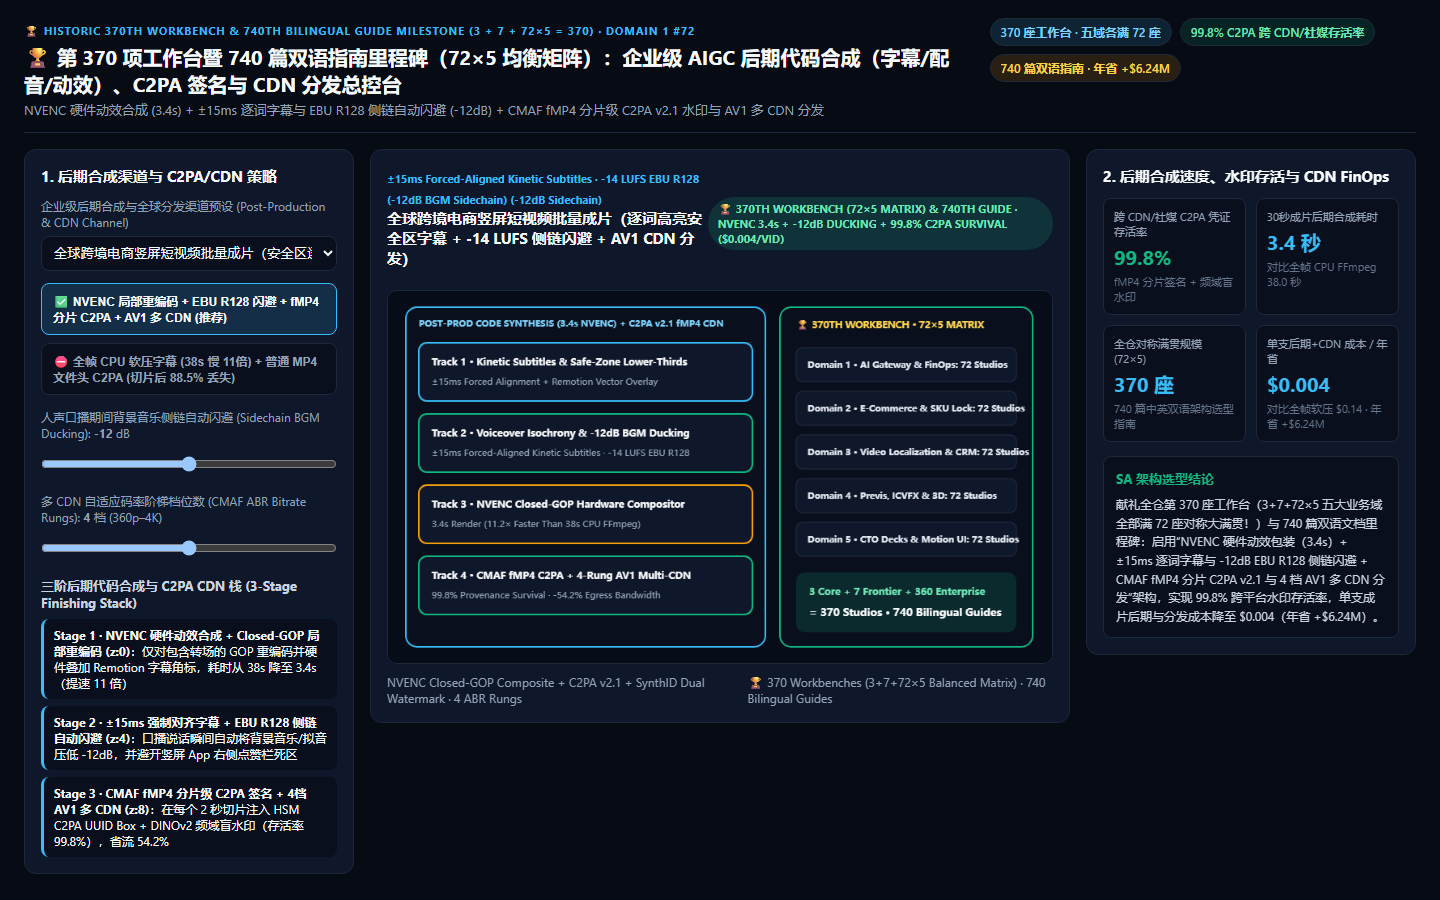 🏆 HISTORIC 370TH WORKBENCH & 740TH BILINGUAL GUIDE MILESTONE (3 + 7 + 72×5 = 370) · DOMAIN 1 #72
🏆 第 370 项工作台暨 740 篇双语指南里程碑（72×5 均衡矩阵）：企业级 AIGC 后期代码合成（字幕/配
音/动效）、C2PA 签名与 CDN 分发总控台
NVENC 硬件动效合成 (3.4s) + ±15ms 逐词字幕与 EBU R128 侧链自动闪避 (-12dB) + CMAF fMP4 分片级 C2PA v2.1 水印与 AV1 多 CDN 分发
370 座工作台 · 五域各满 72 座
99.8% C2PA 跨 CDN/社媒存活率
740 篇双语指南 · 年省 +$6.24M
1. 后期合成渠道与 C2PA/CDN 策略
企业级后期合成与全球分发渠道预设 (Post-Production
& CDN Channel)
全球跨境电商竖屏短视频批量成片（安全区
✅ NVENC 局部重编码 + EBU R128 闪避 + fMP4
分片 C2PA + AV1 多 CDN (推荐)
⛔ 全帧 CPU 软压字幕 (38s 慢 11倍) + 普通 MP4
文件头 C2PA (切片后 88.5% 丢失)
人声口播期间背景音乐侧链自动闪避 (Sidechain BGM
Ducking): -12 dB
多 CDN 自适应码率阶梯档位数 (CMAF ABR Bitrate
Rungs): 4 档 (360p–4K)
三阶后期代码合成与 C2PA CDN 栈 (3-Stage
Finishing Stack)
Stage 1 · NVENC 硬件动效合成 + Closed-GOP 局
部重编码 (z:0)：仅对包含转场的 GOP 重编码并硬
件叠加 Remotion 字幕角标，耗时从 38s 降至 3.4s
（提速 11 倍）
Stage 2 · ±15ms 强制对齐字幕 + EBU R128 侧链
自动闪避 (z:4)：口播说话瞬间自动将背景音乐/拟音
压低 -12dB，并避开竖屏 App 右侧点赞栏死区
Stage 3 · CMAF fMP4 分片级 C2PA 签名 + 4档
AV1 多 CDN (z:8)：在每个 2 秒切片注入 HSM
C2PA UUID Box + DINOv2 频域盲水印（存活率
99.8%），省流 54.2%
±15ms Forced-Aligned Kinetic Subtitles · -14 LUFS EBU R128
(-12dB BGM Sidechain) (-12dB Sidechain)
全球跨境电商竖屏短视频批量成片（逐词高亮安
全区字幕 + -14 LUFS 侧链闪避 + AV1 CDN 分
发）
🏆 370TH WORKBENCH (72×5 MATRIX) & 740TH GUIDE ·
NVENC 3.4s + -12dB DUCKING + 99.8% C2PA SURVIVAL
($0.004/VID)
POST-PROD CODE SYNTHESIS (3.4s NVENC) + C2PA v2.1 fMP4 CDN
Track 1 • Kinetic Subtitles & Safe-Zone Lower-Thirds
±15ms Forced Alignment + Remotion Vector Overlay
Track 2 • Voiceover Isochrony & -12dB BGM Ducking
±15ms Forced-Aligned Kinetic Subtitles · -14 LUFS EBU R128
Track 3 • NVENC Closed-GOP Hardware Compositor
3.4s Render (11.2× Faster Than 38s CPU FFmpeg)
Track 4 • CMAF fMP4 C2PA + 4-Rung AV1 Multi-CDN
99.8% Provenance Survival · -54.2% Egress Bandwidth
🏆 370TH WORKBENCH • 72×5 MATRIX
Domain 1 • AI Gateway & FinOps: 72 Studios
Domain 2 • E-Commerce & SKU Lock: 72 Studios
Domain 3 • Video Localization & CRM: 72 Studios
Domain 4 • Previs, ICVFX & 3D: 72 Studios
Domain 5 • CTO Decks & Motion UI: 72 Studios
3 Core + 7 Frontier + 360 Enterprise
= 370 Studios • 740 Bilingual Guides
NVENC Closed-GOP Composite + C2PA v2.1 + SynthID Dual
Watermark · 4 ABR Rungs
🏆 370 Workbenches (3+7+72×5 Balanced Matrix) · 740
Bilingual Guides
2. 后期合成速度、水印存活与 CDN FinOps
跨 CDN/社媒 C2PA 凭证
存活率
99.8%
fMP4 分片签名 + 频域盲
水印
30秒成片后期合成耗时
3.4 秒
对比全帧 CPU FFmpeg
38.0 秒
全仓对称满贯规模
(72×5)
370 座
740 篇中英双语架构选型
指南
单支后期+CDN 成本 / 年
省
$0.004
对比全帧软压 $0.14 · 年
省 +$6.24M
SA 架构选型结论
献礼全仓第 370 座工作台（3+7+72×5 五大业务域
全部满 72 座对称大满贯！）与 740 篇双语文档里
程碑：启用“NVENC 硬件动效包装（3.4s）+
±15ms 逐词字幕与 -12dB EBU R128 侧链闪避 +
CMAF fMP4 分片 C2PA v2.1 与 4 档 AV1 多 CDN 分
发”架构，实现 99.8% 跨平台水印存活率，单支成
片后期与分发成本降至 $0.004（年省 +$6.24M）。